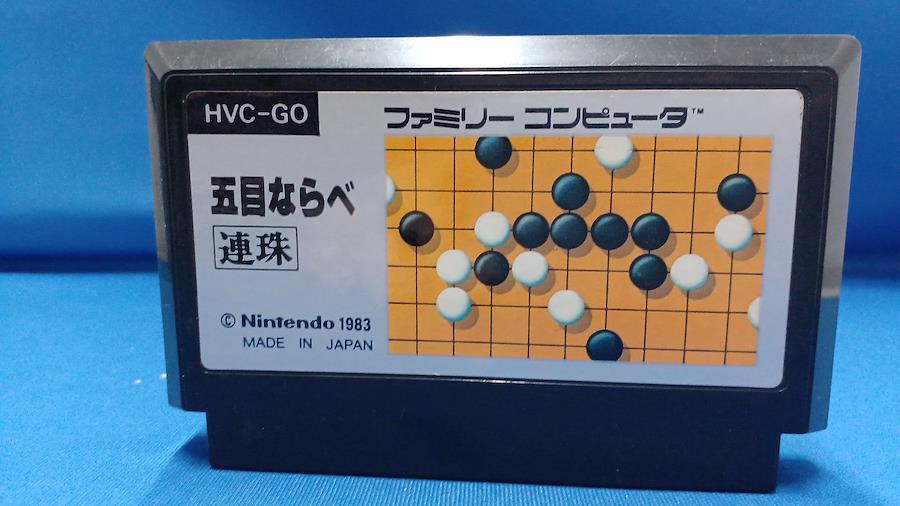 HVC-GO
ファミリー コンピュータ™
五目ならべ
連珠
© Nintendo 1983
MADE IN JAPAN